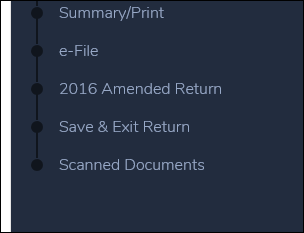 Summary/Print
e-File
2016 Amended Return
Save & Exit Return
Scanned Documents